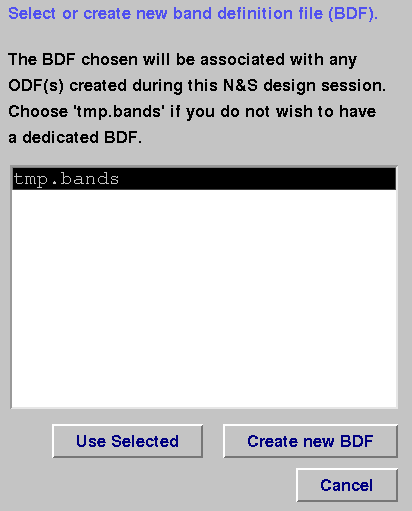 Select or create new band definition file (BDF).
The BDF chosen will be associated with any
ODF(s) created during this N&S design session.
Choose 'tmp.bands' if you do not wish to have
a dedicated BDF.
tmp.bands
Use Selected
Create new BDF
Cancel